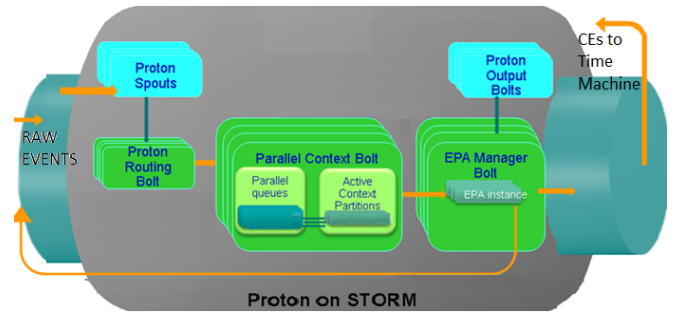 RAW
EVENTS
Proton
Spouts
Proton
Routing
Bolt
Parallel Context Bolt
Parallel
queues
Active
Context
Partitions
Proton
Output
Bolts
EPA Manager
Bolt
EPA instance
CEs to
Time
Machine
Proton on STORM